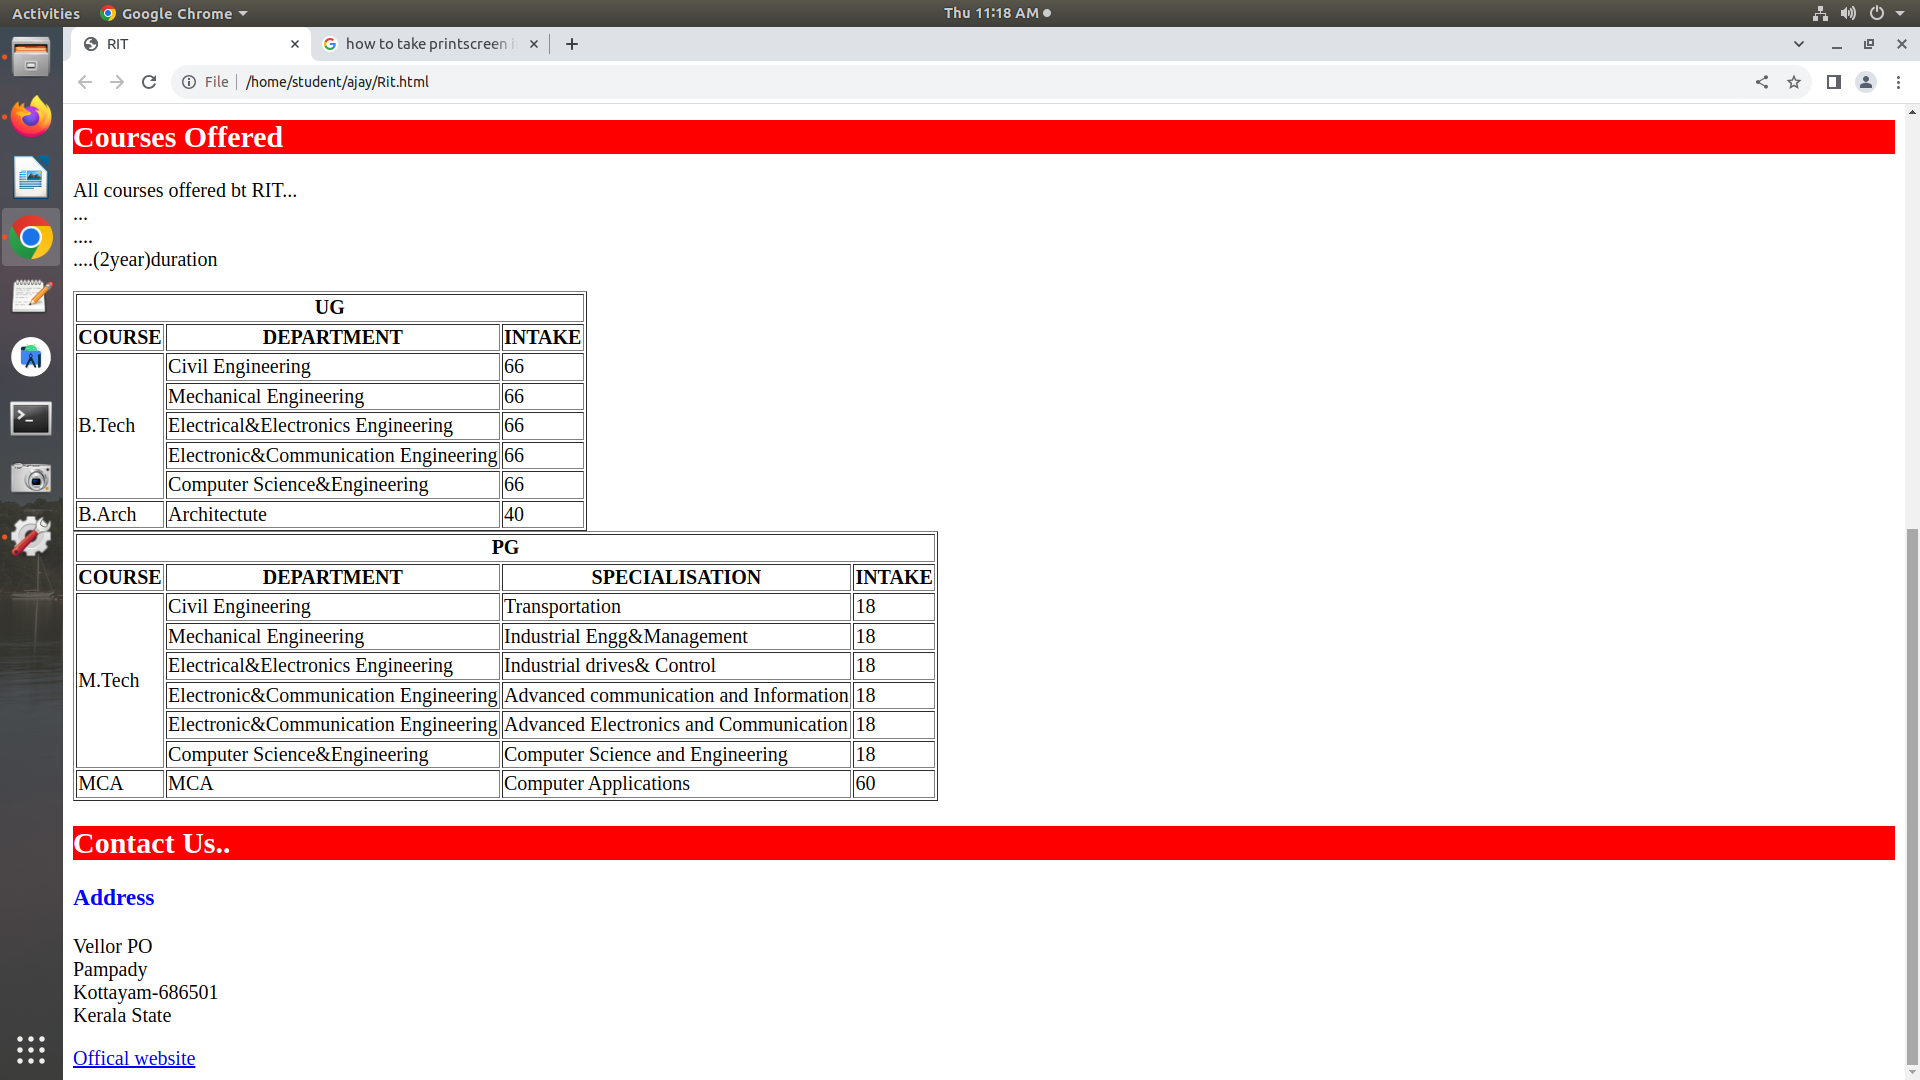 Activities Google Chrome Thu 11:18 AM
RIT how to take printscreen i
File /home/student/ajay/Rit.html
Courses Offered
All courses offered bt RIT...
...
....
....(2year)duration
UG
COURSE DEPARTMENT INTAKE
Civil Engineering 66
Mechanical Engineering 66
B.Tech Electrical&Electronics Engineering 66
Electronic&Communication Engineering 66
Computer Science&Engineering 66
B.Arch Architectute 40
PG
COURSE DEPARTMENT SPECIALISATION INTAKE
Civil Engineering Transportation 18
Mechanical Engineering Industrial Engg&Management 18
Electrical&Electronics Engineering Industrial drives& Control 18
M.Tech
Electronic&Communication Engineering Advanced communication and Information 18
Electronic&Communication Engineering Advanced Electronics and Communication 18
Computer Science&Engineering Computer Science and Engineering 18
MCA MCA Computer Applications 60
Contact Us..
Address
Vellor PO
Pampady
Kottayam-686501
Kerala State
Offical website